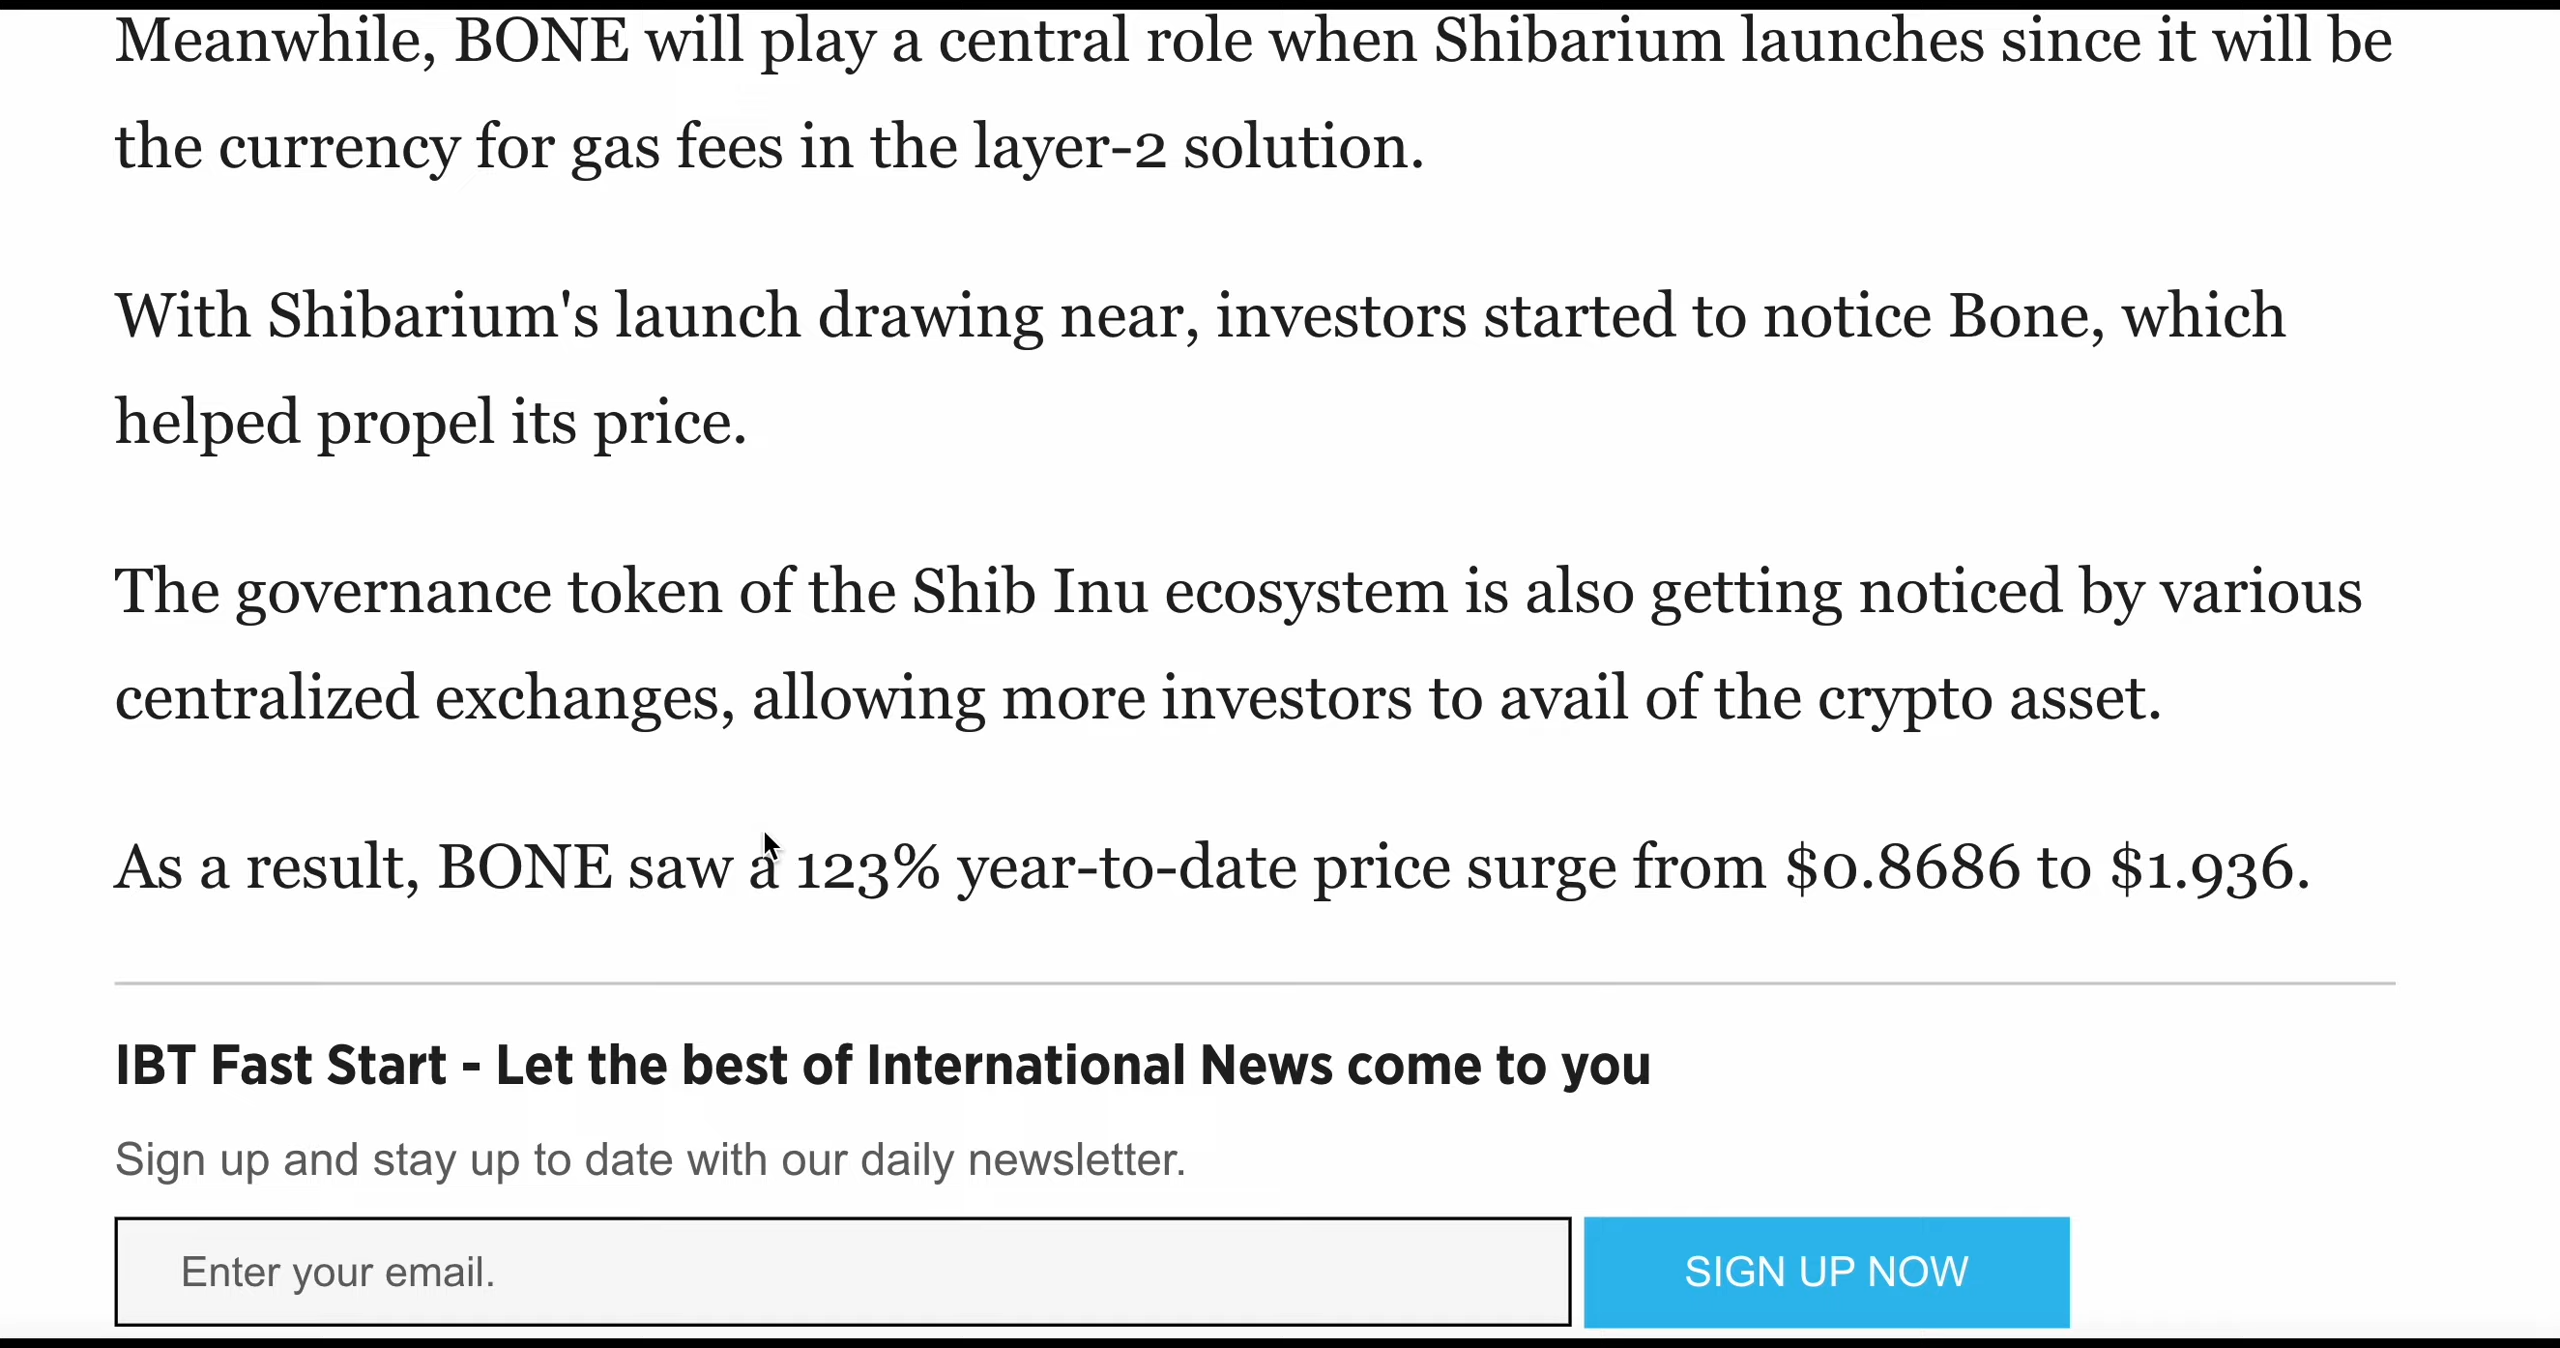 Meanwhile, BONE will play a central role when Shibarium launches since it will be
the currency for gas fees in the layer-2 solution.
With Shibarium's launch drawing near, investors started to notice Bone, which
helped propel its price.
The governance token of the Shib Inu ecosystem is also getting noticed by various
centralized exchanges, allowing more investors to avail of the crypto asset.
As a result, BONE saw a 123% year-to-date price surge from $0.8686 to $1.936.
IBT Fast Start - Let the best of International News come to you
Sign up and stay up to date with our daily newsletter.
Enter your email.
SIGN UP NOW